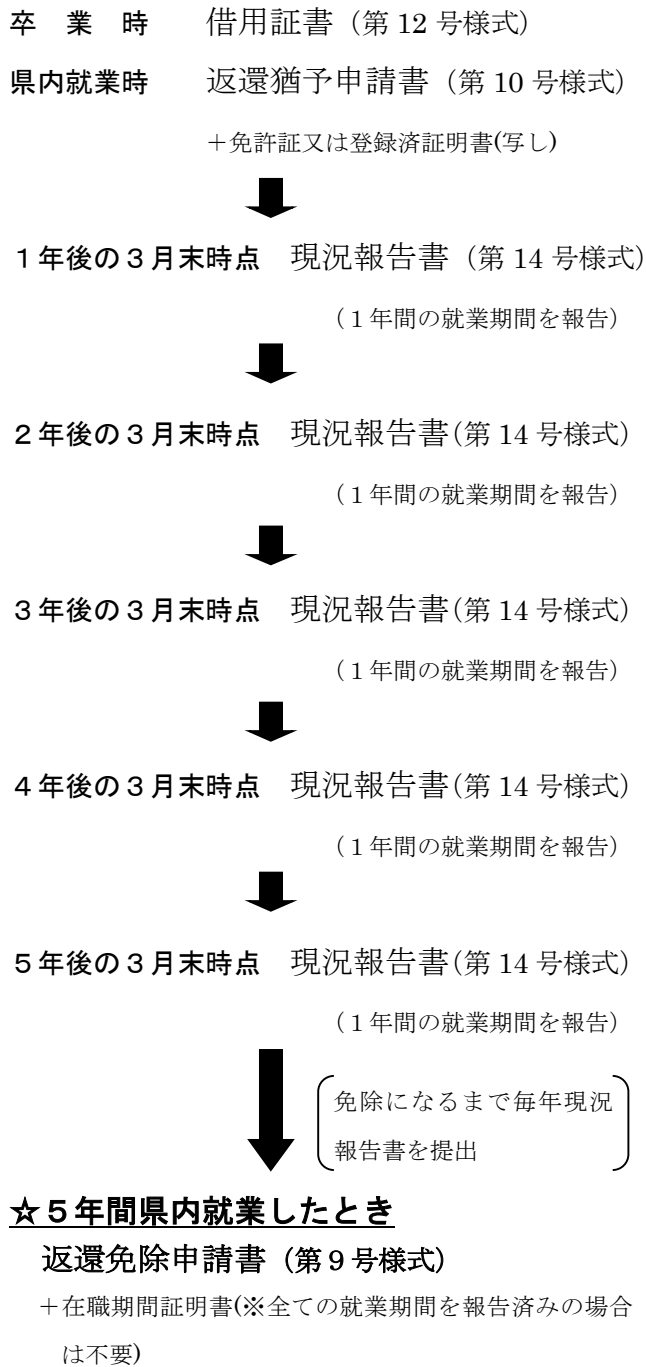 卒　業　時　　借用証書（第 12 号様式）
県内就業時　　返還猶予申請書（第 10 号様式）
＋免許証又は登録済証明書(写し)
１年後の３月末時点　現況報告書（第 14 号様式）
（１年間の就業期間を報告）
２年後の３月末時点　現況報告書（第 14 号様式）
（１年間の就業期間を報告）
３年後の３月末時点　現況報告書（第 14 号様式）
（１年間の就業期間を報告）
４年後の３月末時点　現況報告書（第 14 号様式）
（１年間の就業期間を報告）
５年後の３月末時点　現況報告書（第 14 号様式）
（１年間の就業期間を報告）
免除になるまで毎年現況
報告書を提出
☆５年間県内就業したとき
返還免除申請書（第９号様式）
＋在職期間証明書(※全ての就業期間を報告済みの場合
は不要)